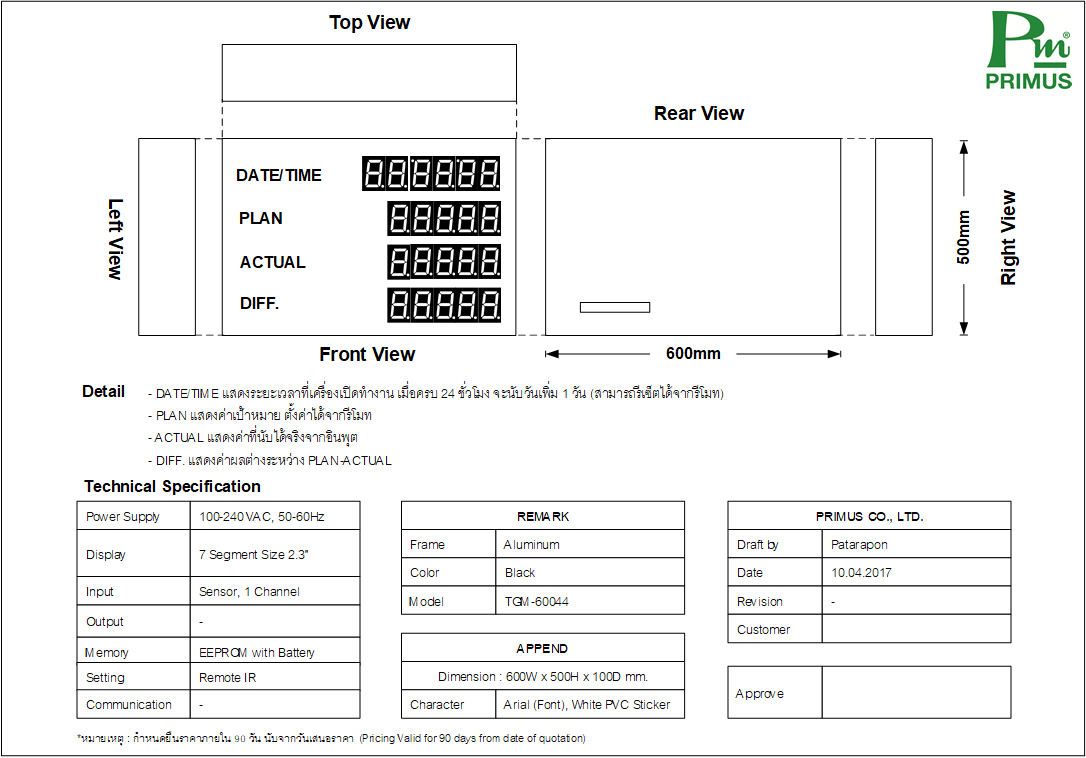 Top View
Pm®
PRIMUS
Rear View
DATE/TIME 888888
PLAN 88888
ACTUAL 88888
DIFF. 88888
Left View
500mm
Right View
Front View
600mm
Detail - DATE/TIME แสดงระยะเวลาที่เครื่องเปิดทำงาน เมื่อครบ 24 ชั่วโมง จะนับวันเพิ่ม 1 วัน (สามารถรีเซ็ตได้จากรีโมท)
- PLAN แสดงค่าเป้าหมาย ตั้งค่าได้จากรีโมท
- ACTUAL แสดงค่าที่นับได้จริงจากอินพุต
- DIFF. แสดงค่าผลต่างระหว่าง PLAN-ACTUAL
Technical Specification
Power Supply 100-240VAC, 50-60Hz
Display 7 Segment Size 2.3"
Input Sensor, 1 Channel
Output -
Memory EEPROM with Battery
Setting Remote IR
Communication -
REMARK
Frame Aluminum
Color Black
Model TGM-60044
APPEND
Dimension : 600W x 500H x 100D mm.
Character Arial (Font), White PVC Sticker
PRIMUS CO., LTD.
Draft by Patarapon
Date 10.04.2017
Revision -
Customer
Approve
*หมายเหตุ : กำหนดยืนราคาภายใน 90 วัน นับจากวันเสนอราคา (Pricing Valid for 90 days from date of quotation)